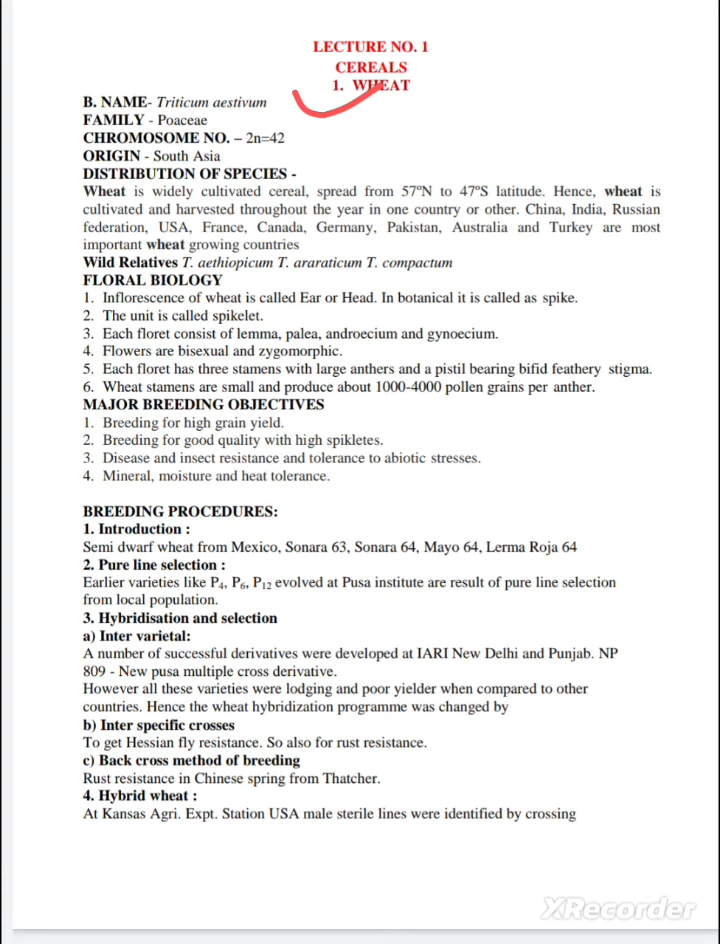 LECTURE NO. 1
CEREALS
1. WHEAT
B. NAME- Triticum aestivum
FAMILY - Poaceae
CHROMOSOME NO. – 2n=42
ORIGIN - South Asia
DISTRIBUTION OF SPECIES -
Wheat is widely cultivated cereal, spread from 57ºN to 47ºS latitude. Hence, wheat is
cultivated and harvested throughout the year in one country or other. China, India, Russian
federation, USA, France, Canada, Germany, Pakistan, Australia and Turkey are most
important wheat growing countries
Wild Relatives T. aethiopicum T. araraticum T. compactum
FLORAL BIOLOGY
1. Inflorescence of wheat is called Ear or Head. In botanical it is called as spike.
2. The unit is called spikelet.
3. Each floret consist of lemma, palea, androecium and gynoecium.
4. Flowers are bisexual and zygomorphic.
5. Each floret has three stamens with large anthers and a pistil bearing bifid feathery stigma.
6. Wheat stamens are small and produce about 1000-4000 pollen grains per anther.
MAJOR BREEDING OBJECTIVES
1. Breeding for high grain yield.
2. Breeding for good quality with high spikletes.
3. Disease and insect resistance and tolerance to abiotic stresses.
4. Mineral, moisture and heat tolerance.
BREEDING PROCEDURES:
1. Introduction :
Semi dwarf wheat from Mexico, Sonara 63, Sonara 64, Mayo 64, Lerma Roja 64
2. Pure line selection :
Earlier varieties like P4, P6, P12 evolved at Pusa institute are result of pure line selection
from local population.
3. Hybridisation and selection
a) Inter varietal:
A number of successful derivatives were developed at IARI New Delhi and Punjab. NP
809 - New pusa multiple cross derivative.
However all these varieties were lodging and poor yielder when compared to other
countries. Hence the wheat hybridization programme was changed by
b) Inter specific crosses
To get Hessian fly resistance. So also for rust resistance.
c) Back cross method of breeding
Rust resistance in Chinese spring from Thatcher.
4. Hybrid wheat :
At Kansas Agri. Expt. Station USA male sterile lines were identified by crossing
XRecorder